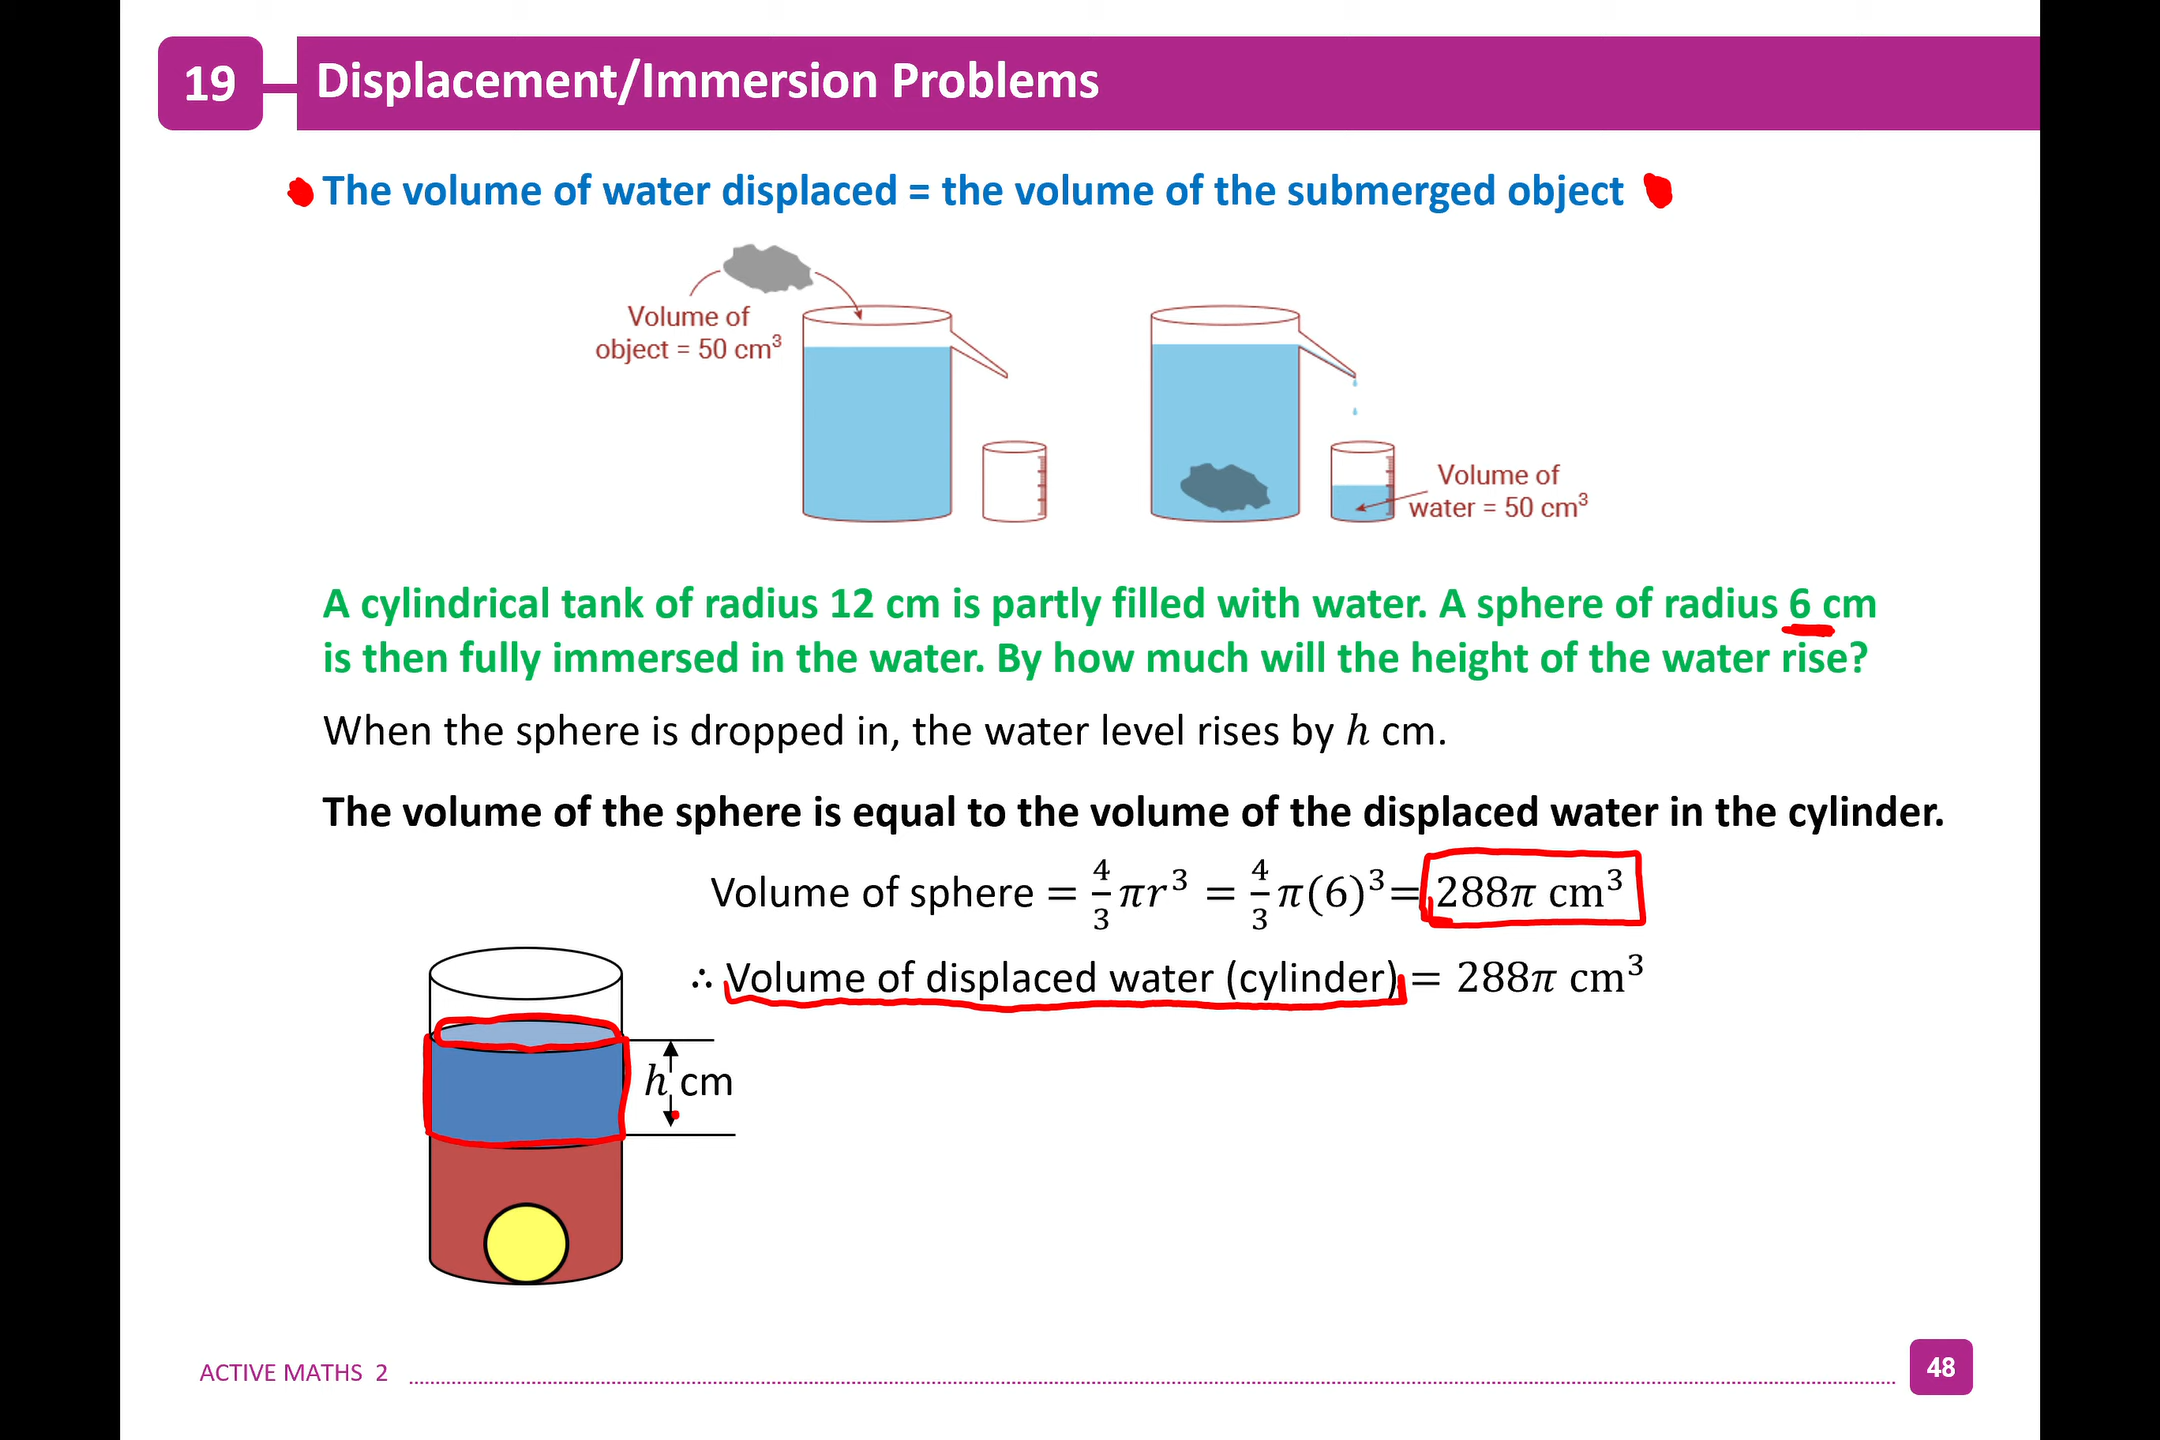 19
Displacement/Immersion Problems
The volume of water displaced = the volume of the submerged object
Volume of
object = 50 cm³
Volume of
water = 50 cm³
A cylindrical tank of radius 12 cm is partly filled with water. A sphere of radius 6 cm
is then fully immersed in the water. By how much will the height of the water rise?
When the sphere is dropped in, the water level rises by h cm.
The volume of the sphere is equal to the volume of the displaced water in the cylinder.
Volume of sphere = 4/3 πr³ = 4/3 π(6)³= 288π cm³
∴ Volume of displaced water (cylinder) = 288π cm³
h cm
ACTIVE MATHS 2
48